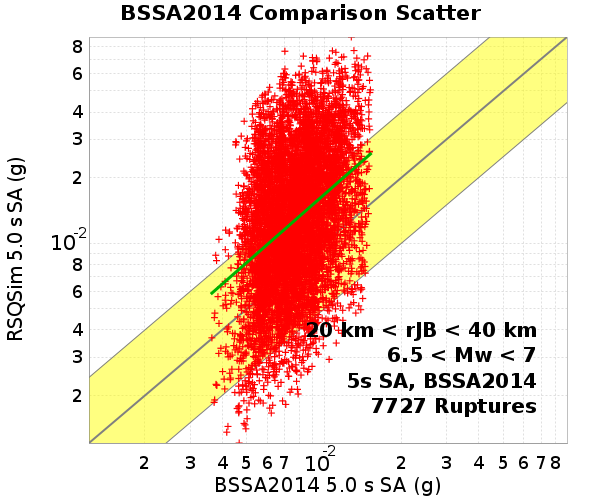 BSSA2014 Comparison Scatter
RSQSim 5.0 s SA (g)
8
6
4
3
2
10⁻²
8
6
4
3
2
20 km < rJB < 40 km
6.5 < Mw < 7
5s SA, BSSA2014
7727 Ruptures
2 3 4 5 6 7 10⁻² 2 3 4 5 6 7 8
BSSA2014 5.0 s SA (g)